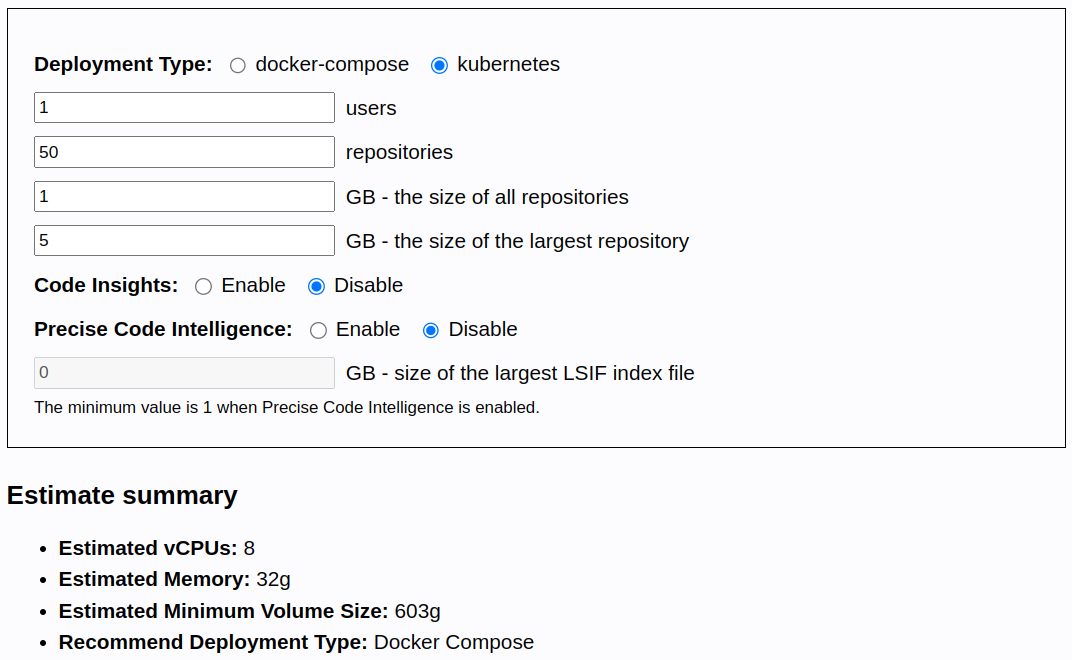 Deployment Type: docker-compose kubernetes
1 users
50 repositories
1 GB - the size of all repositories
5 GB - the size of the largest repository
Code Insights: Enable Disable
Precise Code Intelligence: Enable Disable
0 GB - size of the largest LSIF index file
The minimum value is 1 when Precise Code Intelligence is enabled.
Estimate summary
• Estimated vCPUs: 8
• Estimated Memory: 32g
• Estimated Minimum Volume Size: 603g
• Recommend Deployment Type: Docker Compose